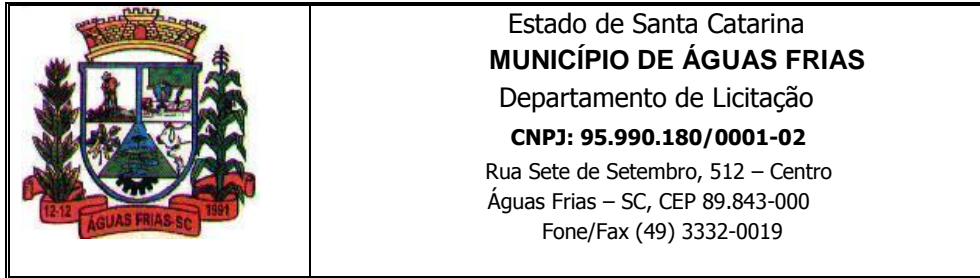 Estado de Santa Catarina
MUNICÍPIO DE ÁGUAS FRIAS
Departamento de Licitação
CNPJ: 95.990.180/0001-02
Rua Sete de Setembro, 512 – Centro
Águas Frias – SC, CEP 89.843-000
Fone/Fax (49) 3332-0019
12-12
ÁGUAS FRIAS-SC
1991